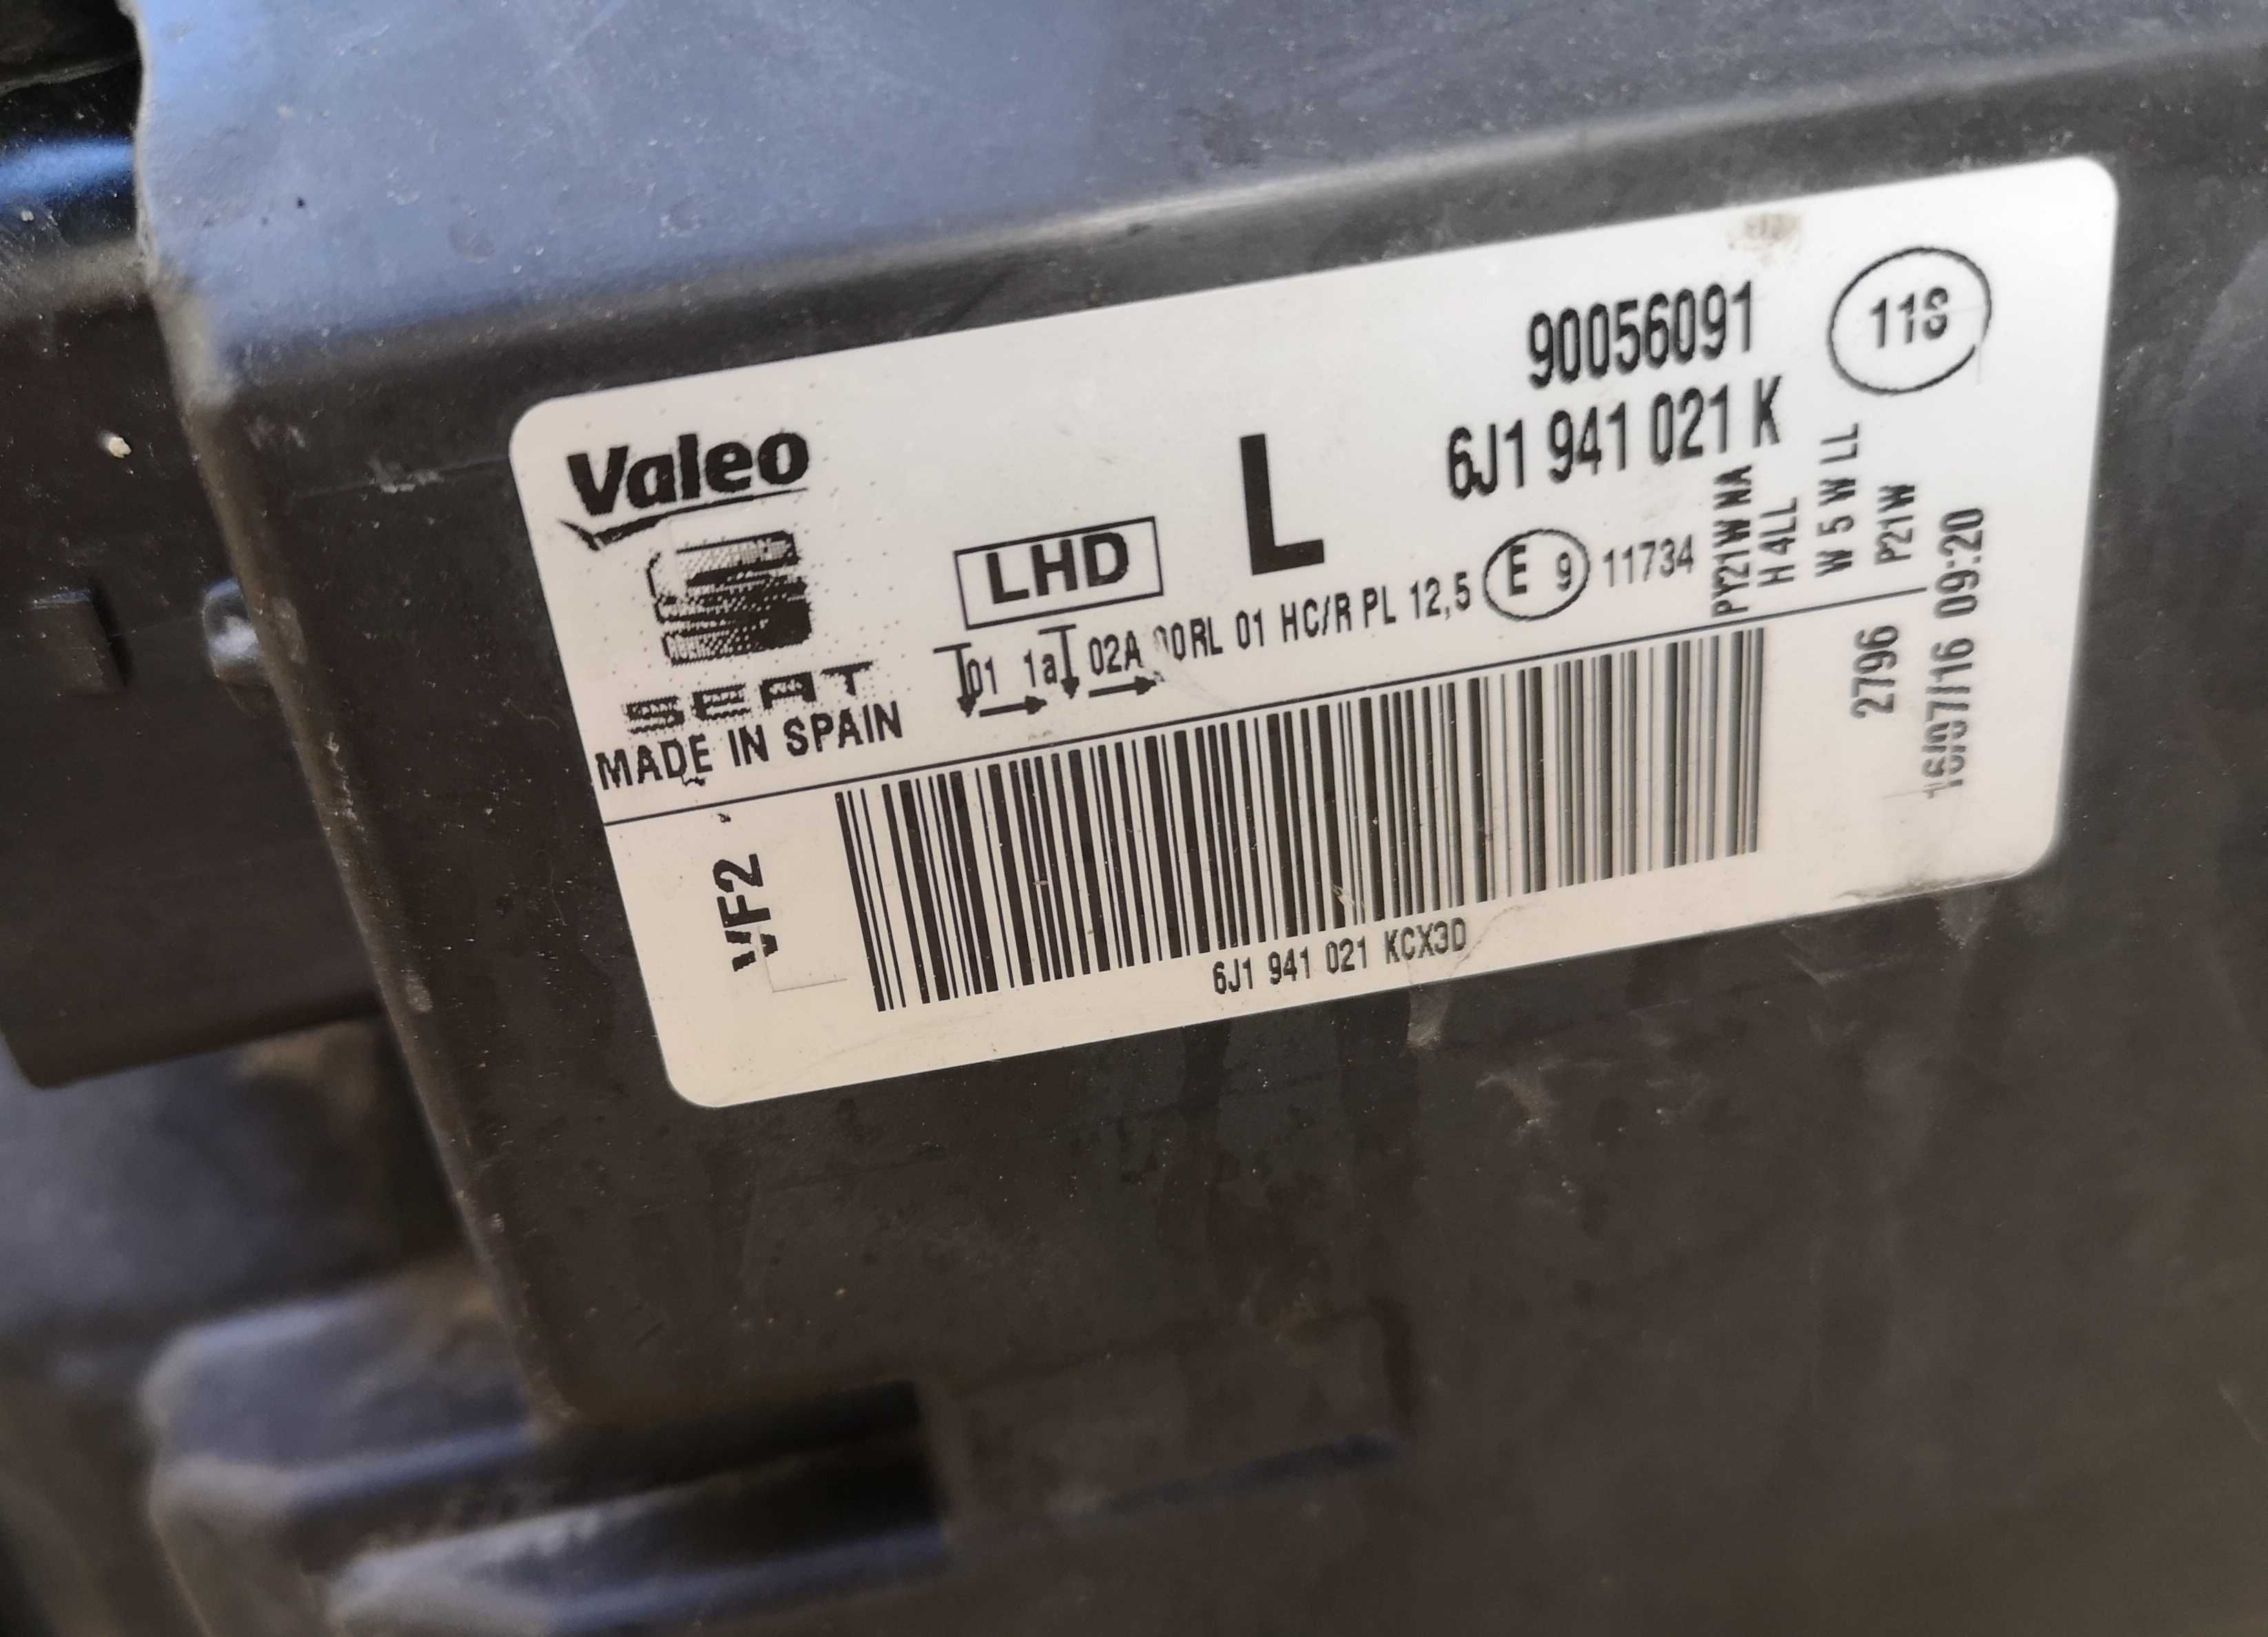 Valeo
SEAT
MADE IN SPAIN
LHD
L
90056091
6J1 941 021 K
118
01 1a 02A 00RL 01 HC/R PL 12,5 E 9 11734
PY21W NA
H 4LL
W 5 W LL
P21W
VF2
6J1 941 021 KCX3D
2796
16/07/16 09:20